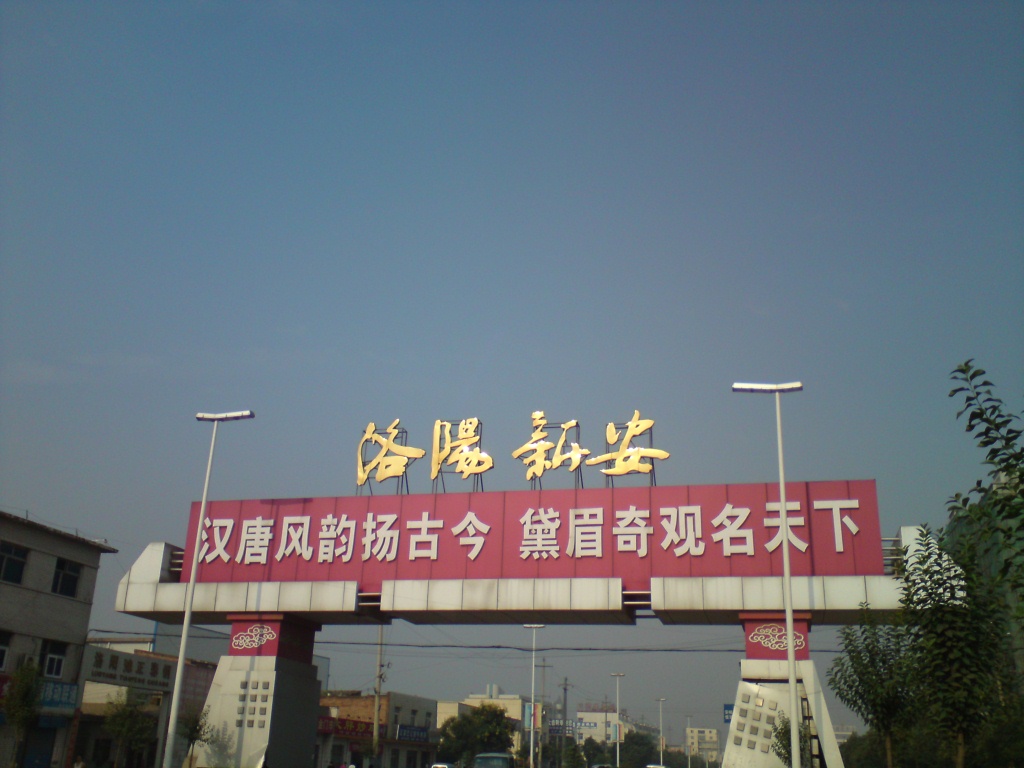 洛陽 新安
汉唐风韵扬古今 黛眉奇观名天下